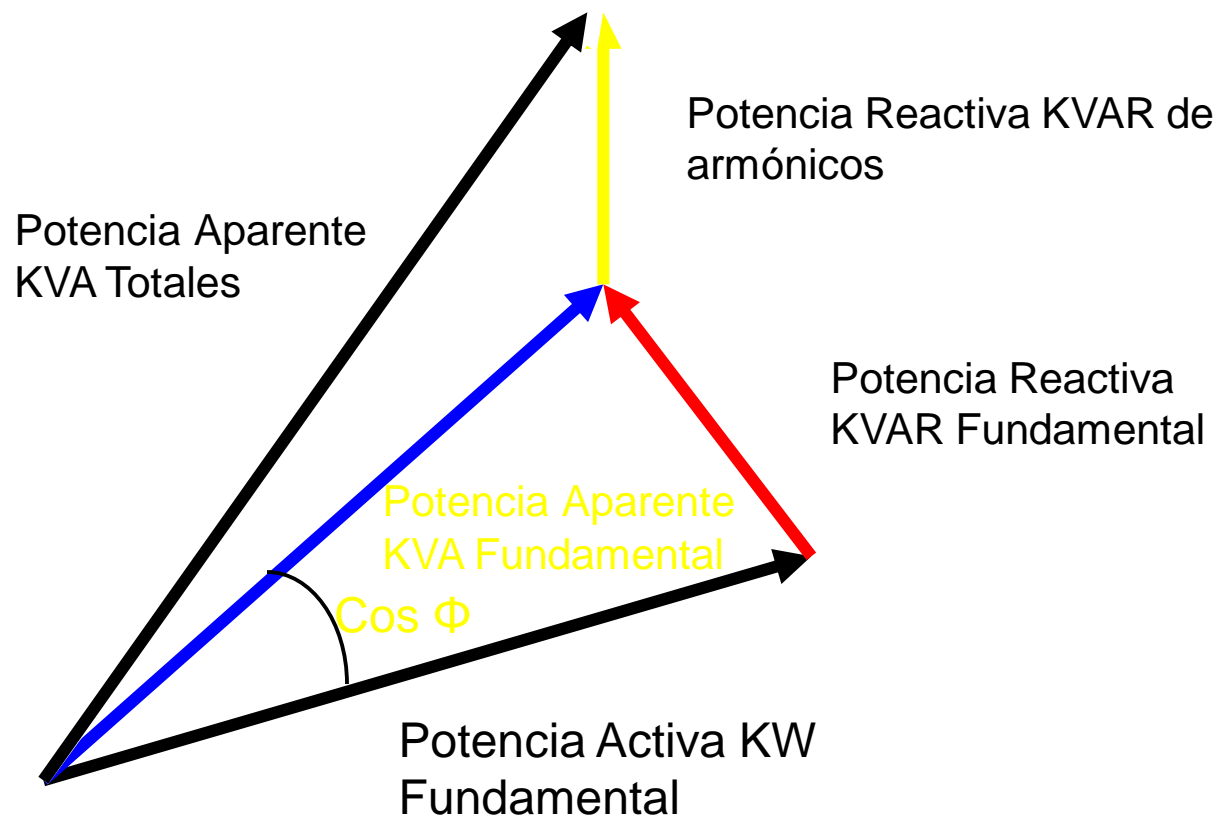 Potencia Reactiva KVAR de
armónicos
Potencia Aparente
KVA Totales
Potencia Reactiva
KVAR Fundamental
Potencia Aparente
KVA Fundamental
Cos Φ
Potencia Activa KW
Fundamental